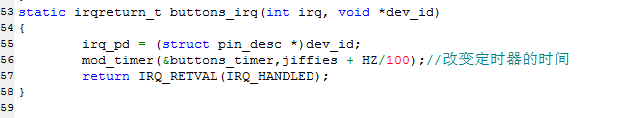 53 static irqreturn_t buttons_irq(int irq, void *dev_id)
54 {
55         irq_pd = (struct pin_desc *)dev_id;
56         mod_timer(&buttons_timer,jiffies + HZ/100);//改变定时器的时间
57         return IRQ_RETVAL(IRQ_HANDLED);
58 }
59